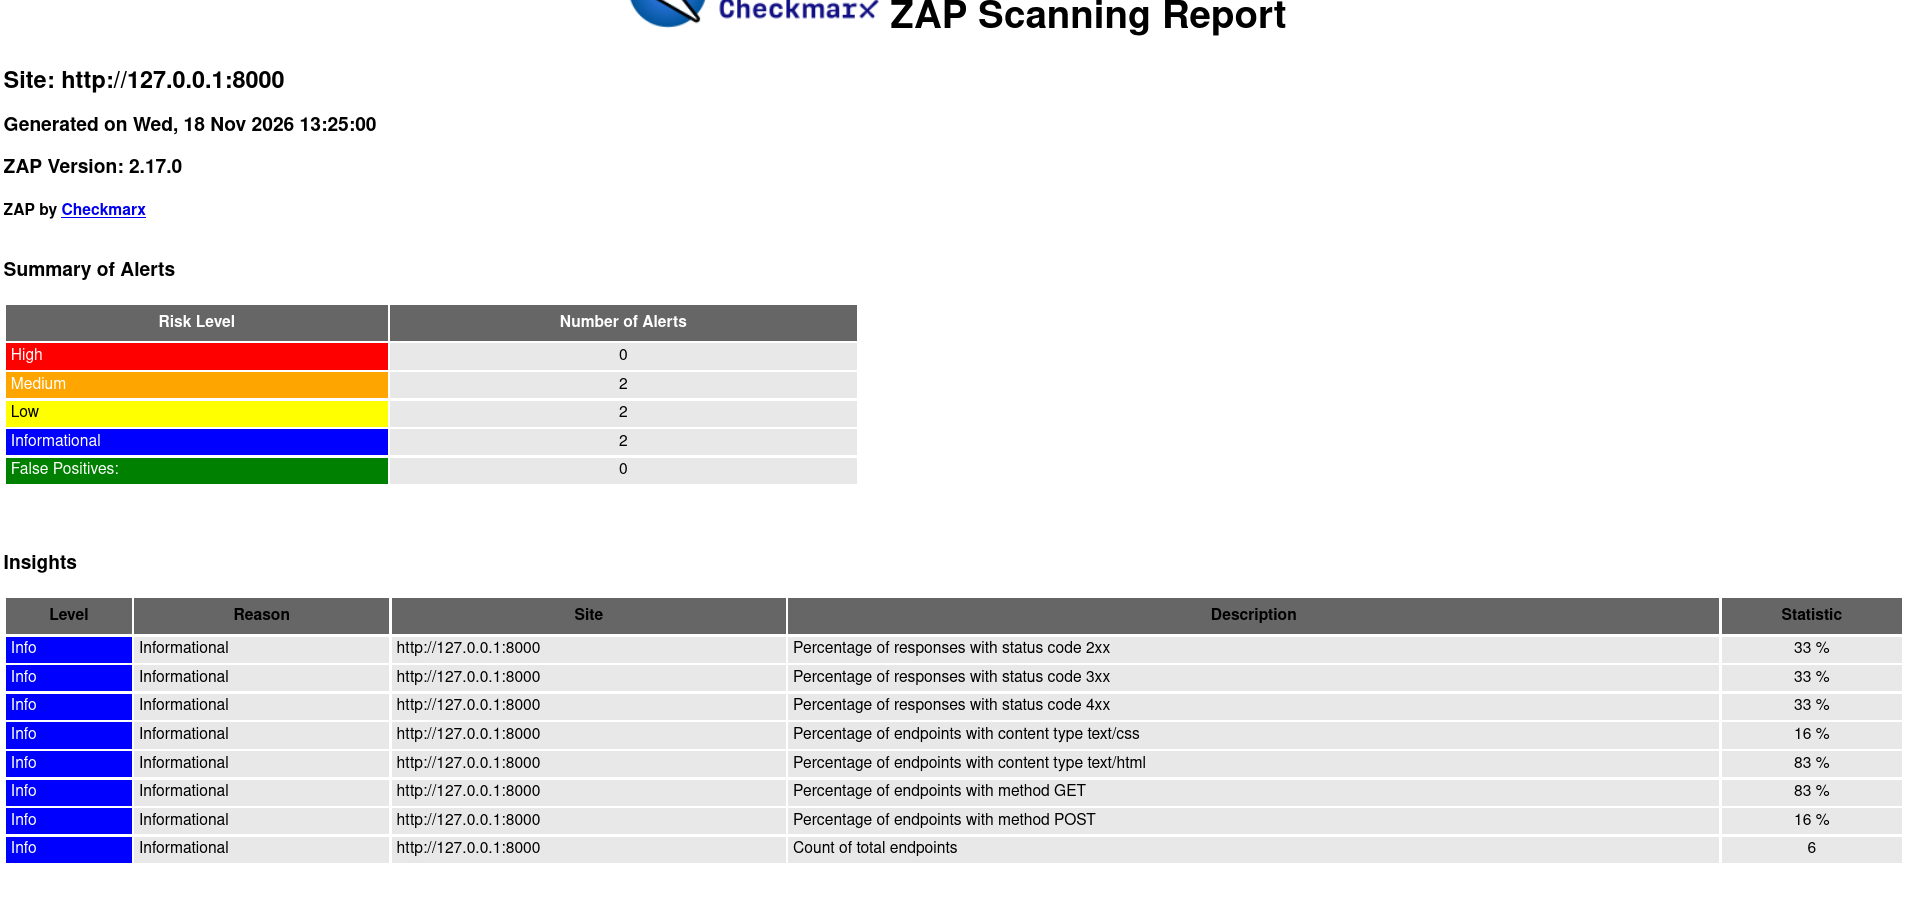 Checkmarx ZAP Scanning Report
Site: http://127.0.0.1:8000
Generated on Wed, 18 Nov 2026 13:25:00
ZAP Version: 2.17.0
ZAP by Checkmarx
Summary of Alerts
Risk Level Number of Alerts
High 0
Medium 2
Low 2
Informational 2
False Positives: 0
Insights
Level Reason Site Description Statistic
Info Informational http://127.0.0.1:8000 Percentage of responses with status code 2xx 33 %
Info Informational http://127.0.0.1:8000 Percentage of responses with status code 3xx 33 %
Info Informational http://127.0.0.1:8000 Percentage of responses with status code 4xx 33 %
Info Informational http://127.0.0.1:8000 Percentage of endpoints with content type text/css 16 %
Info Informational http://127.0.0.1:8000 Percentage of endpoints with content type text/html 83 %
Info Informational http://127.0.0.1:8000 Percentage of endpoints with method GET 83 %
Info Informational http://127.0.0.1:8000 Percentage of endpoints with method POST 16 %
Info Informational http://127.0.0.1:8000 Count of total endpoints 6